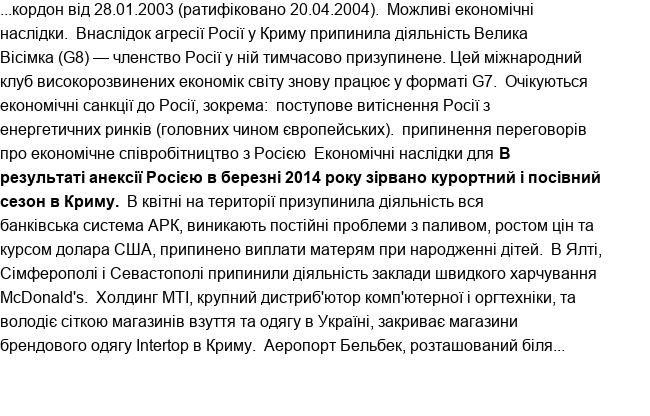 ...кордон від 28.01.2003 (ратифіковано 20.04.2004).  Можливі економічні
наслідки.  Внаслідок агресії Росії у Криму припинила діяльність Велика
Вісімка (G8) — членство Росії у ній тимчасово призупинене. Цей міжнародний
клуб високорозвинених економік світу знову працює у форматі G7.  Очікуються
економічні санкції до Росії, зокрема:  поступове витіснення Росії з
енергетичних ринків (головних чином європейських).  припинення переговорів
про економічне співробітництво з Росією  Економічні наслідки для В
результаті анексії Росією в березні 2014 року зірвано курортний і посівний
сезон в Криму.  В квітні на території призупинила діяльність вся
банківська система АРК, виникають постійні проблеми з паливом, ростом цін та
курсом долара США, припинено виплати матерям при народженні дітей.  В Ялті,
Сімферополі і Севастополі припинили діяльність заклади швидкого харчування
McDonald's.  Холдинг МТІ, крупний дистриб'ютор комп'ютерної і оргтехніки, та
володіє сіткою магазинів взуття та одягу в Україні, закриває магазини
брендового одягу Intertop в Криму.  Аеропорт Бельбек, розташований біля...